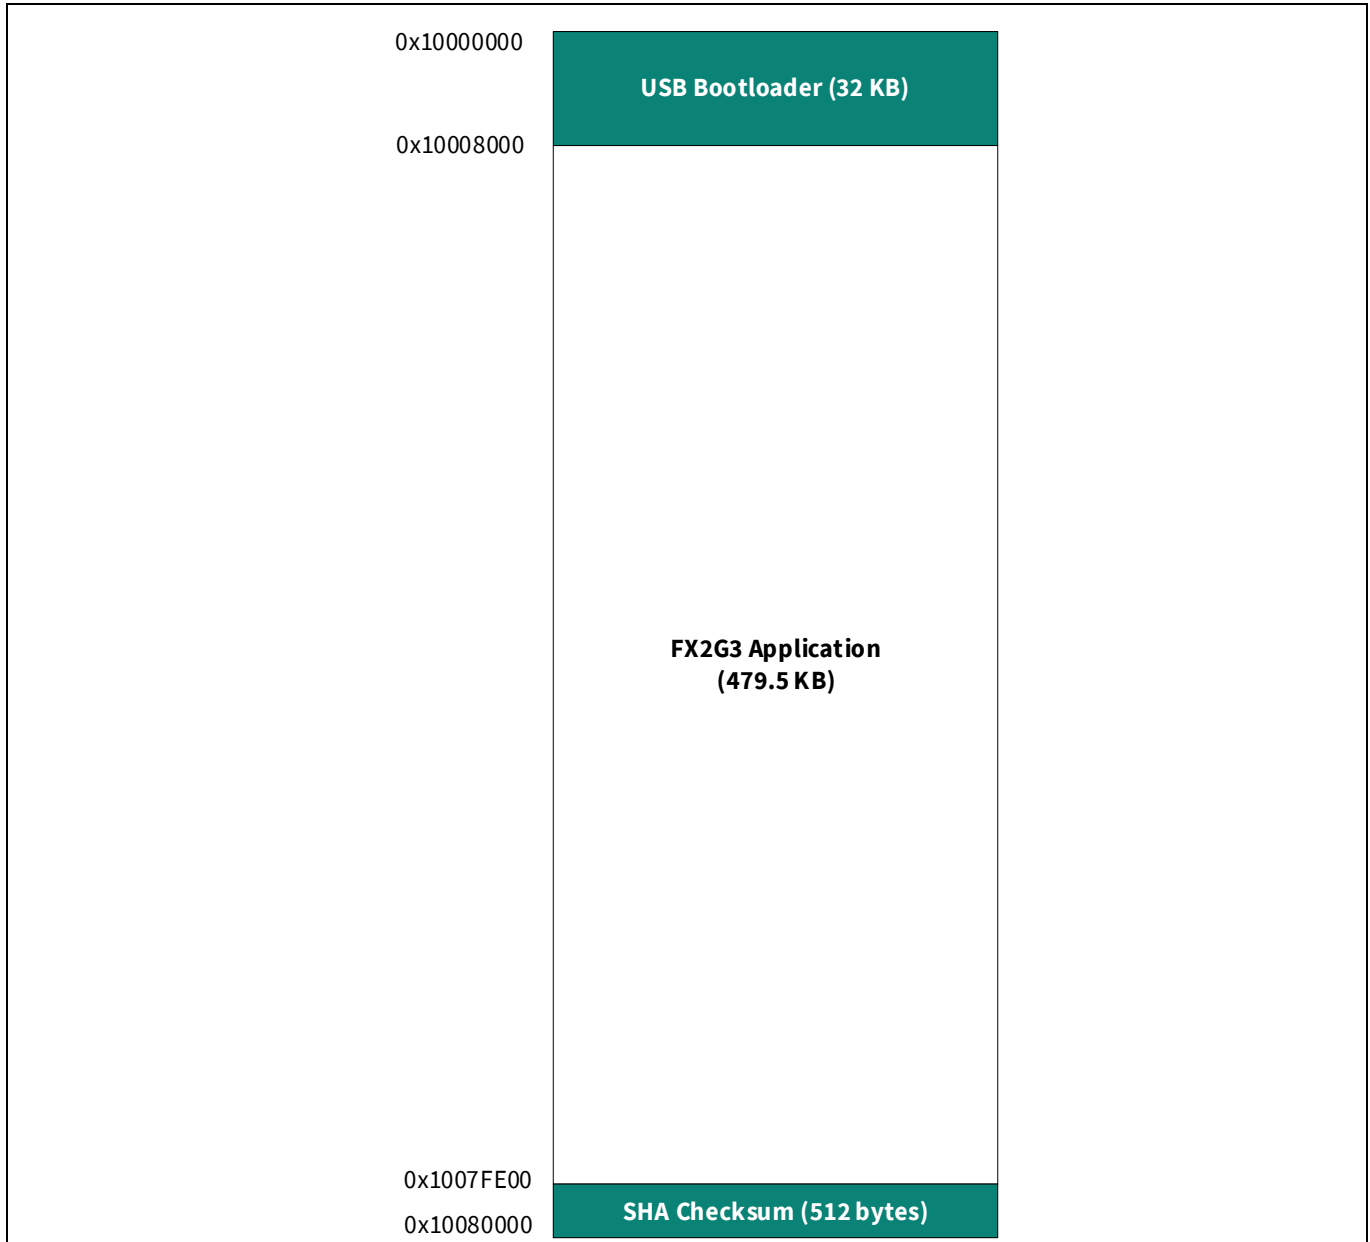 0x10000000
USB Bootloader (32 KB)
0x10008000
FX2G3 Application
(479.5 KB)
0x1007FE00
SHA Checksum (512 bytes)
0x10080000